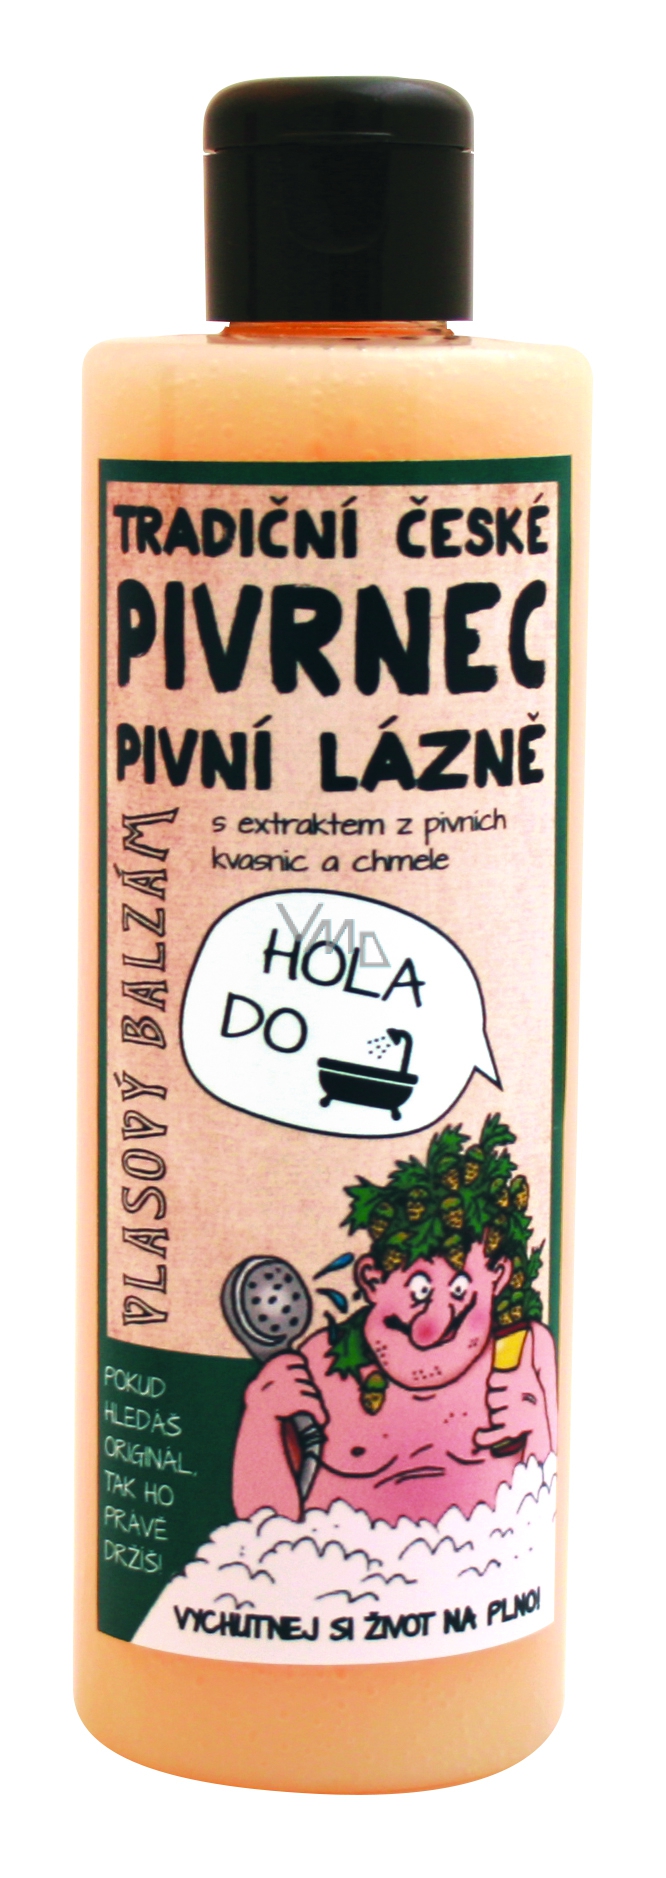 TRADIČNÍ ČESKÉ
PIVRNEC
PIVNÍ LÁZNĚ
s extraktem z pivních
kvasnic a chmele
VLASOVÝ BALZÁM
YMD
HOLA
DO
POKUD
HLEDÁŠ
ORIGINÁL,
TAK HO
PRÁVĚ
DRŽÍŠ!
VYCHUTNEJ SI ŽIVOT NA PLNO!